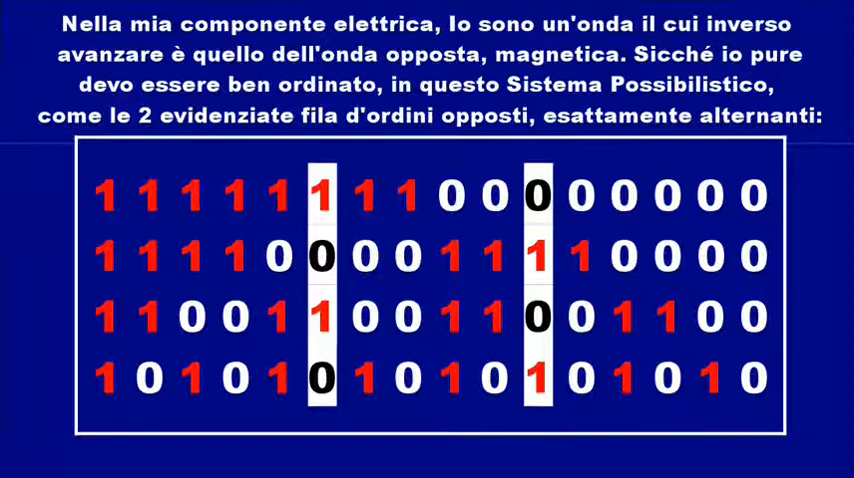 Nella mia componente elettrica, Io sono un'onda il cui inverso
avanzare è quello dell'onda opposta, magnetica. Sicché io pure
devo essere ben ordinato, in questo Sistema Possibilistico,
come le 2 evidenziate fila d'ordini opposti, esattamente alternanti:
1 1 1 1 1 1 1 1 0 0 0 0 0 0 0 0
1 1 1 1 0 0 0 0 1 1 1 1 0 0 0 0
1 1 0 0 1 1 0 0 1 1 0 0 1 1 0 0
1 0 1 0 1 0 1 0 1 0 1 0 1 0 1 0